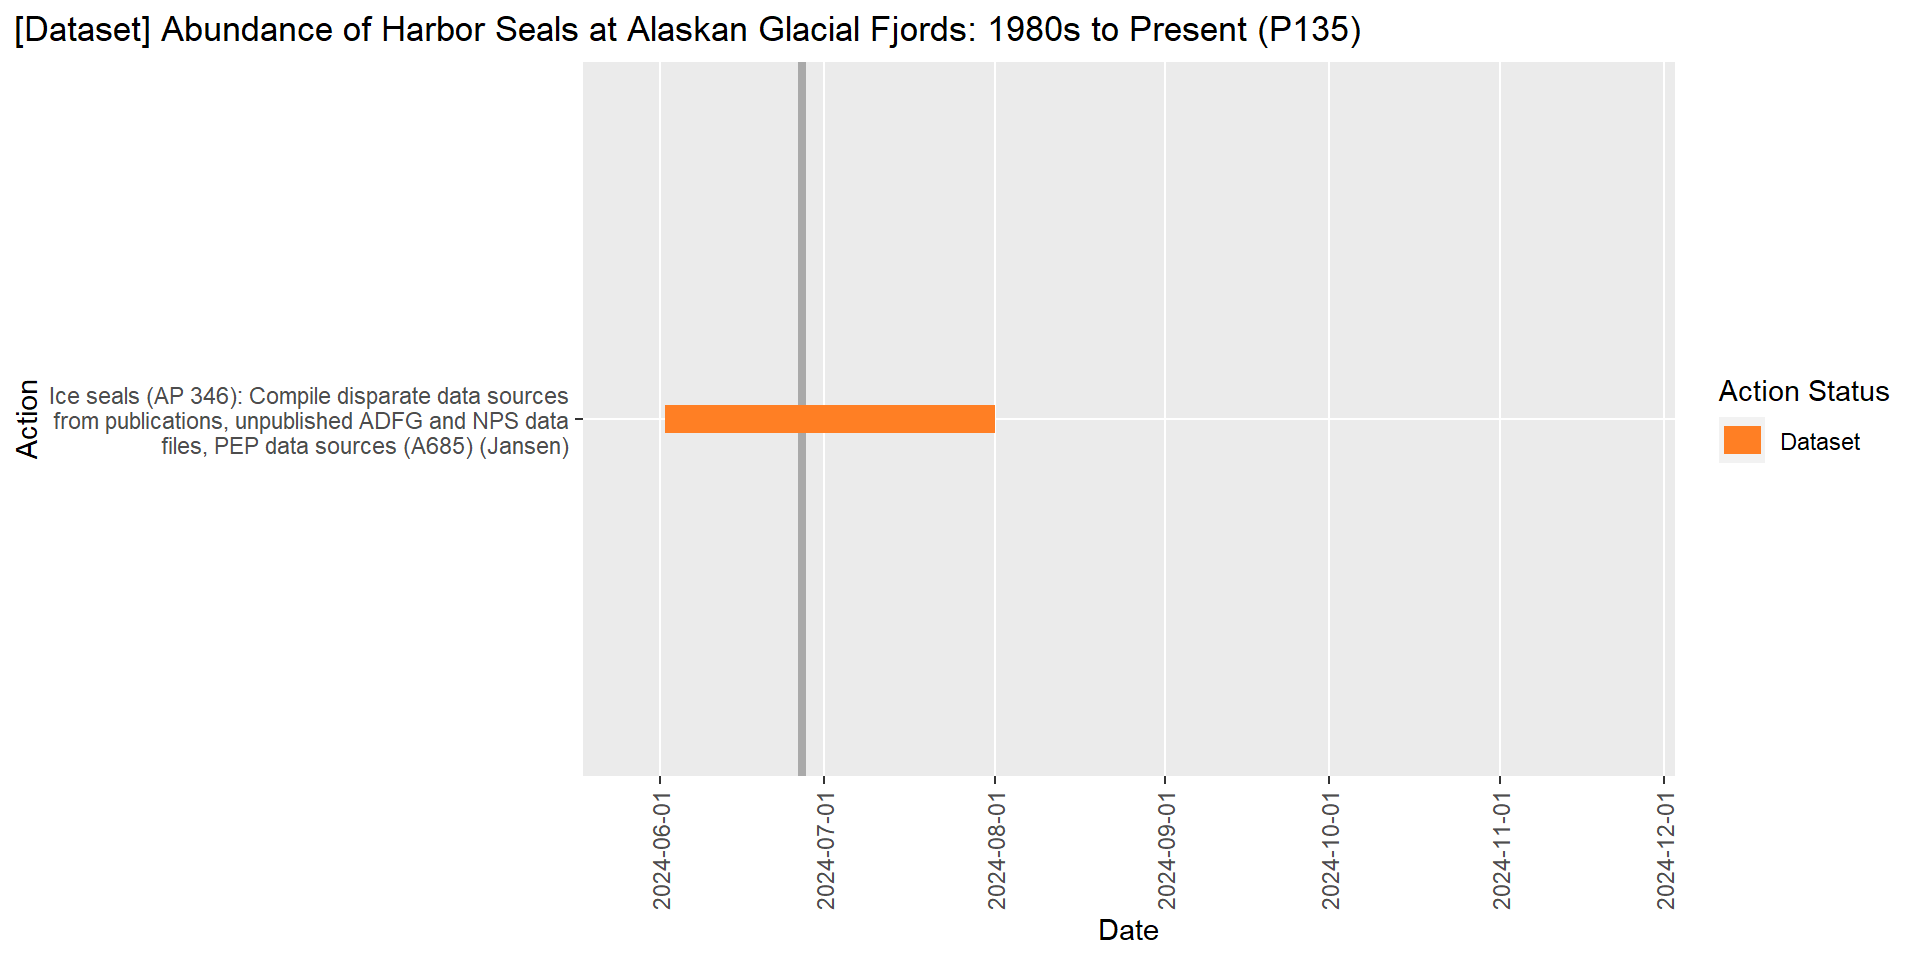 [Dataset] Abundance of Harbor Seals at Alaskan Glacial Fjords: 1980s to Present (P135)
Action
Ice seals (AP 346): Compile disparate data sources
from publications, unpublished ADFG and NPS data
files, PEP data sources (A685) (Jansen)
Action Status
Dataset
2024-06-01
2024-07-01
2024-08-01
2024-09-01
2024-10-01
2024-11-01
2024-12-01
Date